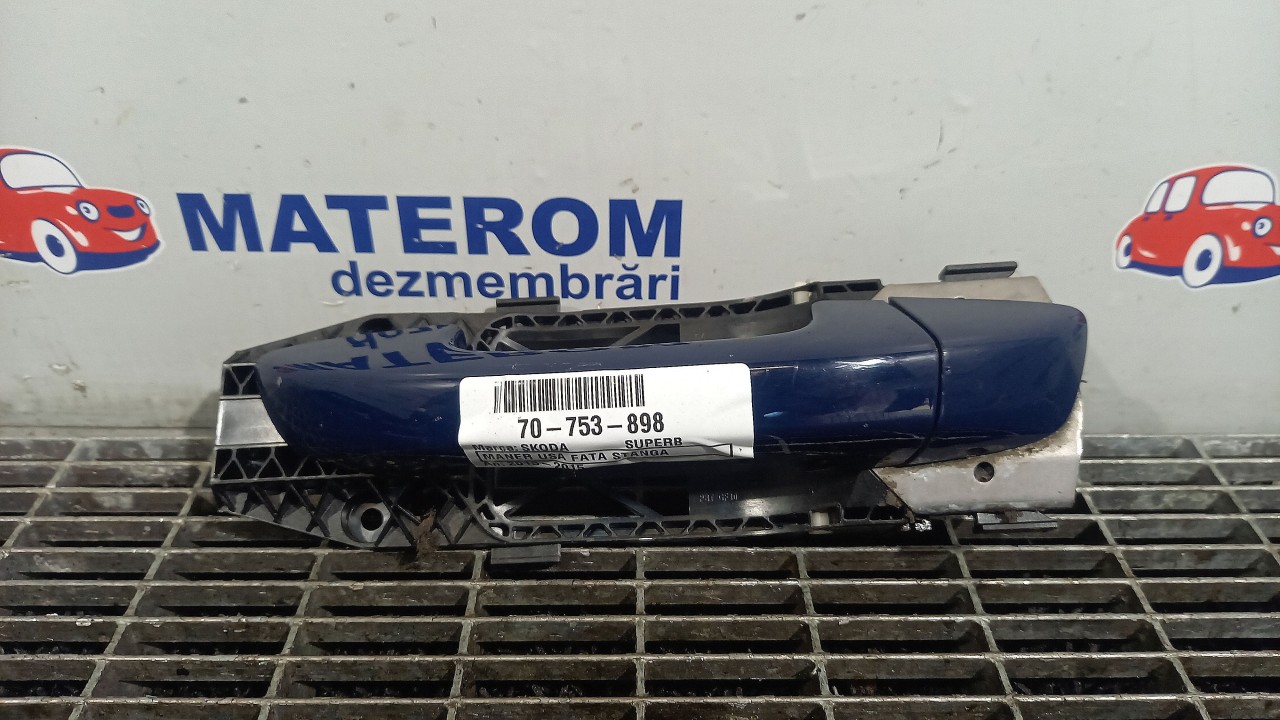 MATEROM
dezmembrări
70-753-898
Marca: SKODA SUPERB
MANER USA FATA STANGA